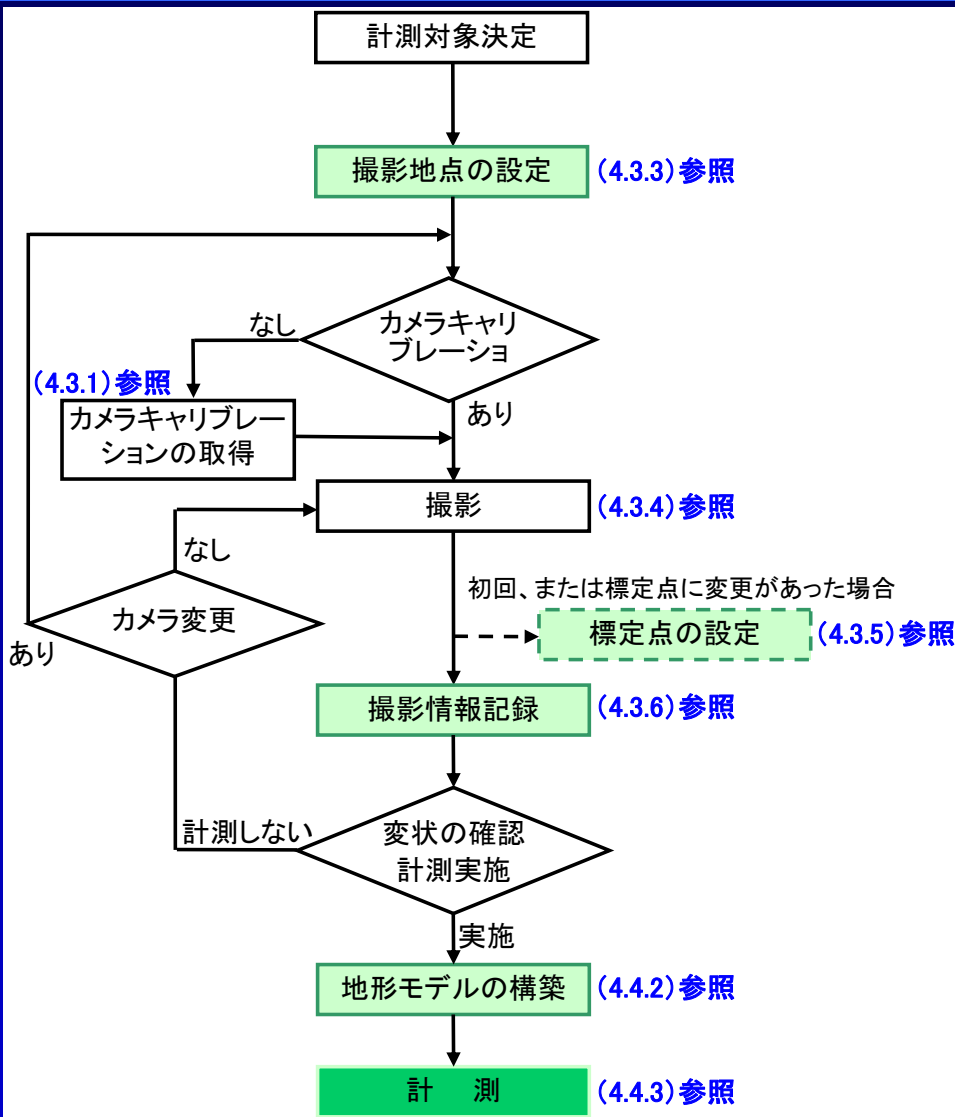 計測対象決定
撮影地点の設定
(4.3.3)参照
カメラキャリ
ブレーショ
なし
(4.3.1)参照
カメラキャリブレー
ションの取得
あり
撮影
(4.3.4)参照
なし
初回、または標定点に変更があった場合
カメラ変更
標定点の設定
(4.3.5)参照
あり
撮影情報記録
(4.3.6)参照
計測しない
変状の確認
計測実施
実施
地形モデルの構築
(4.4.2)参照
計 測
(4.4.3)参照